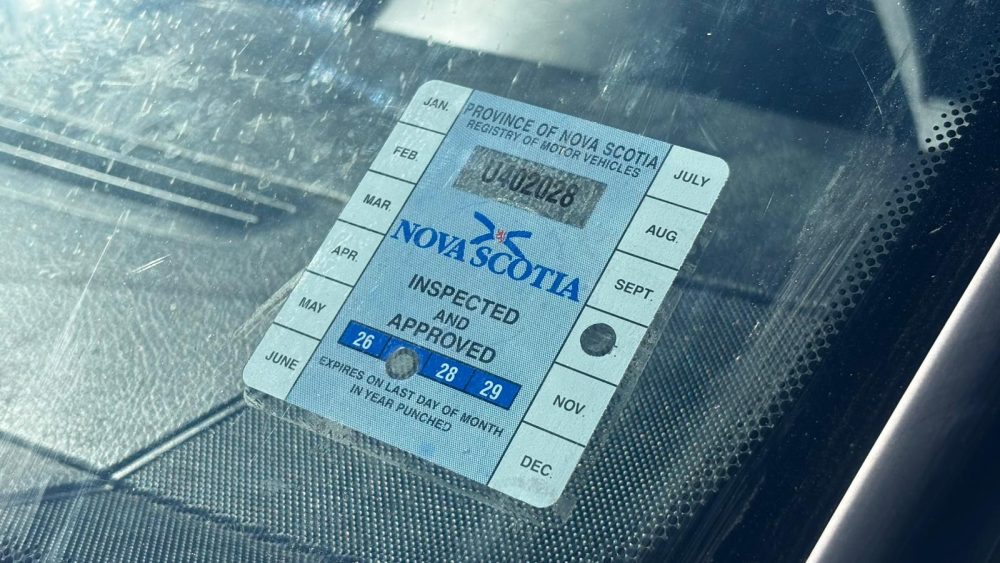 PROVINCE OF NOVA SCOTIA
REGISTRY OF MOTOR VEHICLES
U402028
NOVA SCOTIA
INSPECTED
AND
APPROVED
26 28 29
EXPIRES ON LAST DAY OF MONTH
IN YEAR PUNCHED
JAN.
FEB.
MAR.
APR.
MAY
JUNE
JULY
AUG.
SEPT.
NOV.
DEC.